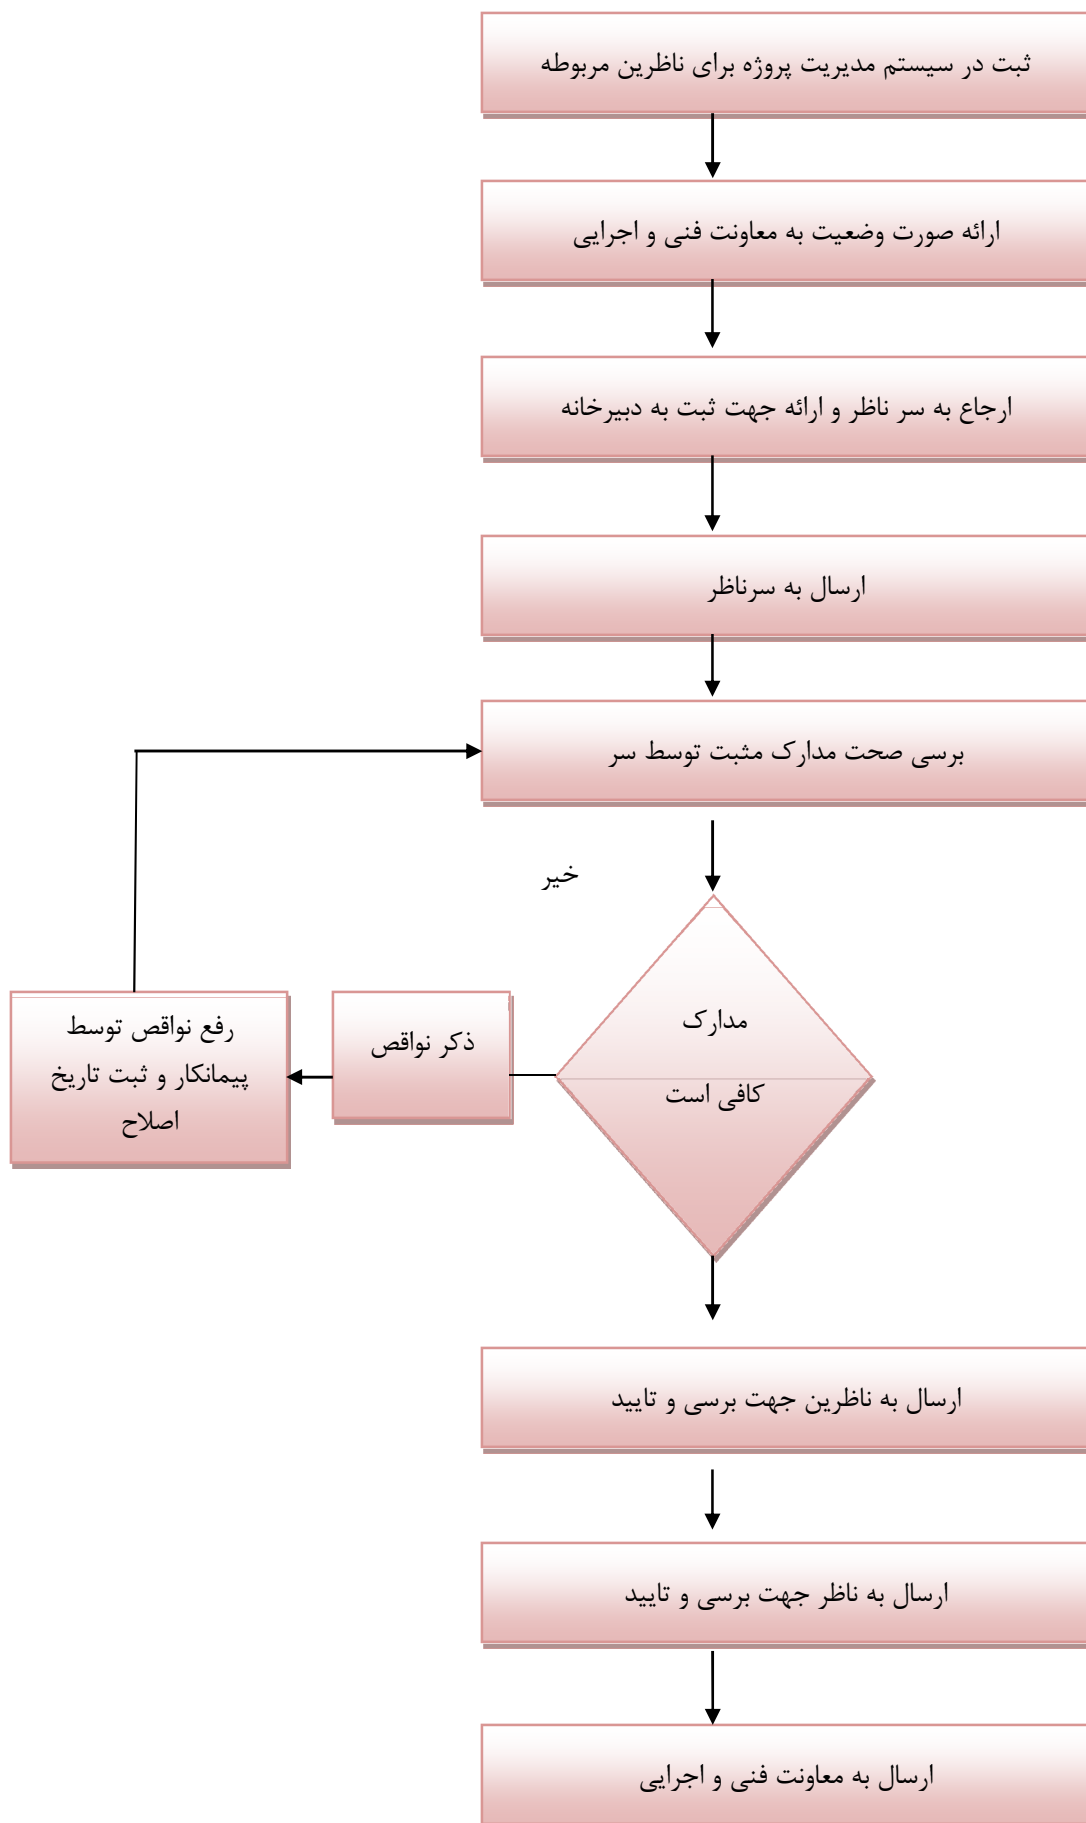 ثبت در سیستم مدیریت پروژه برای ناظرین مربوطه
ارائه صورت وضعیت به معاونت فنی و اجرایی
ارجاع به سر ناظر و ارائه جهت ثبت به دبیرخانه
ارسال به سرناظر
برسی صحت مدارک مثبت توسط سر
خیر
مدارک
کافی است
ذکر نواقص
رفع نواقص توسط
پیمانکار و ثبت تاریخ
اصلاح
ارسال به ناظرین جهت برسی و تایید
ارسال به ناظر جهت برسی و تایید
ارسال به معاونت فنی و اجرایی